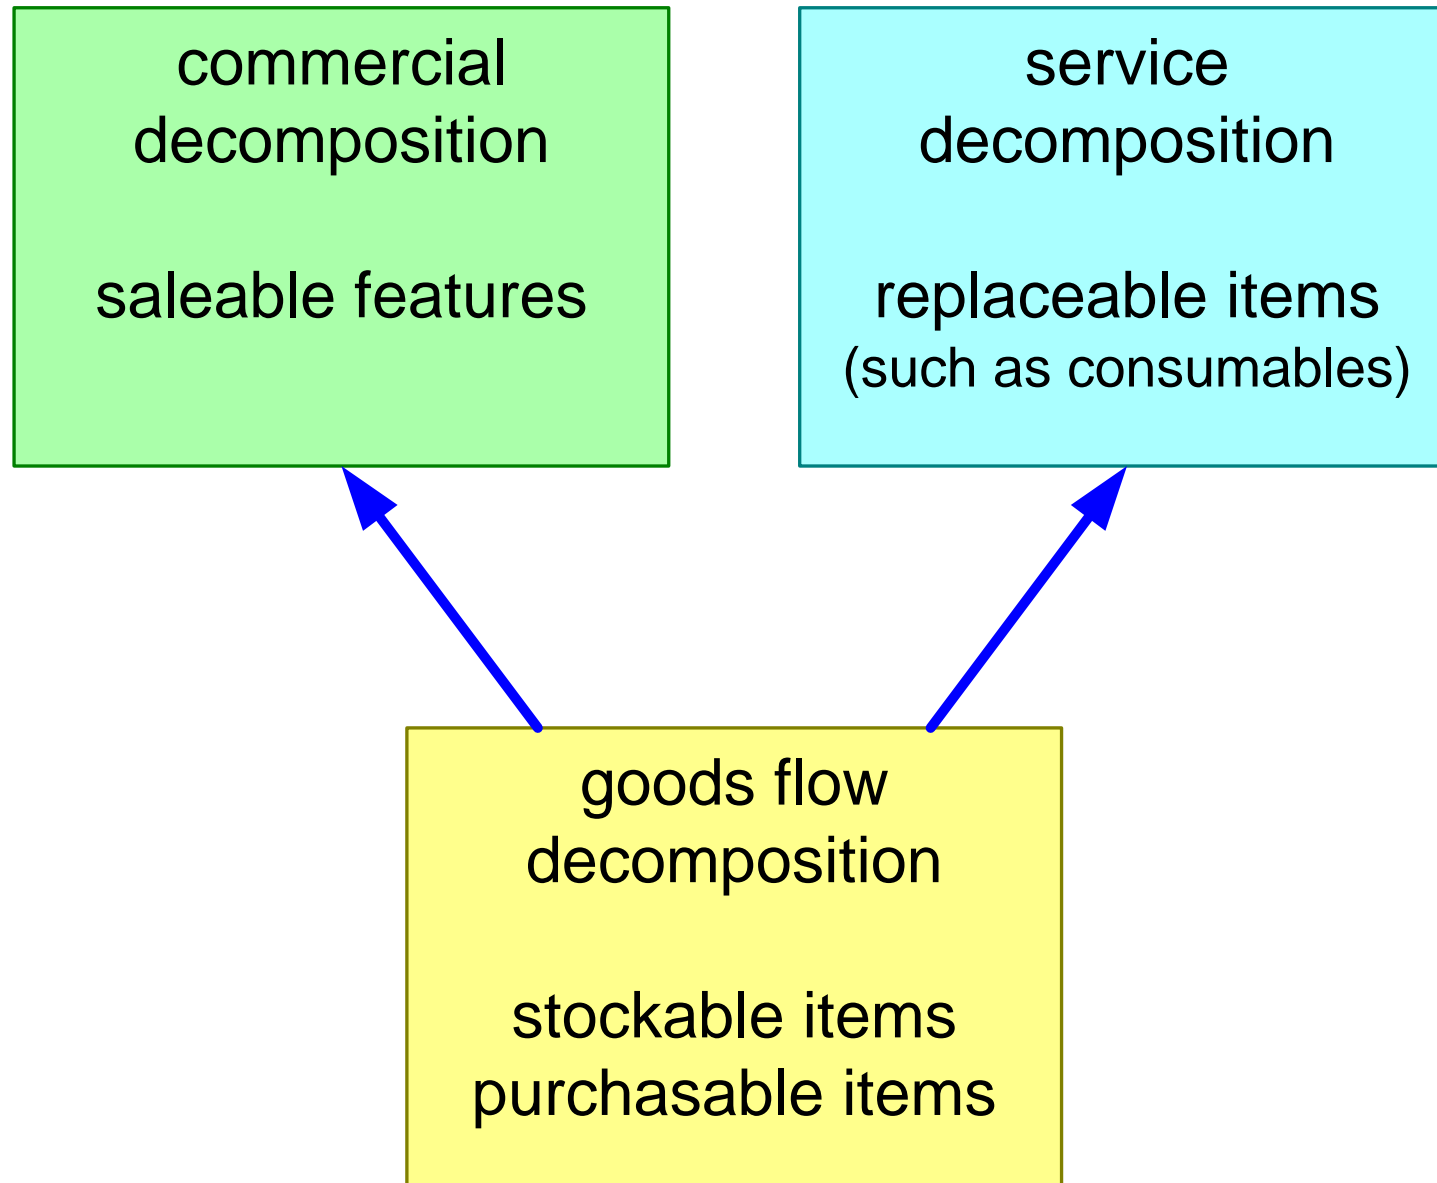 commercial
decomposition
saleable features
service
decomposition
replaceable items
(such as consumables)
goods flow
decomposition
stockable items
purchasable items